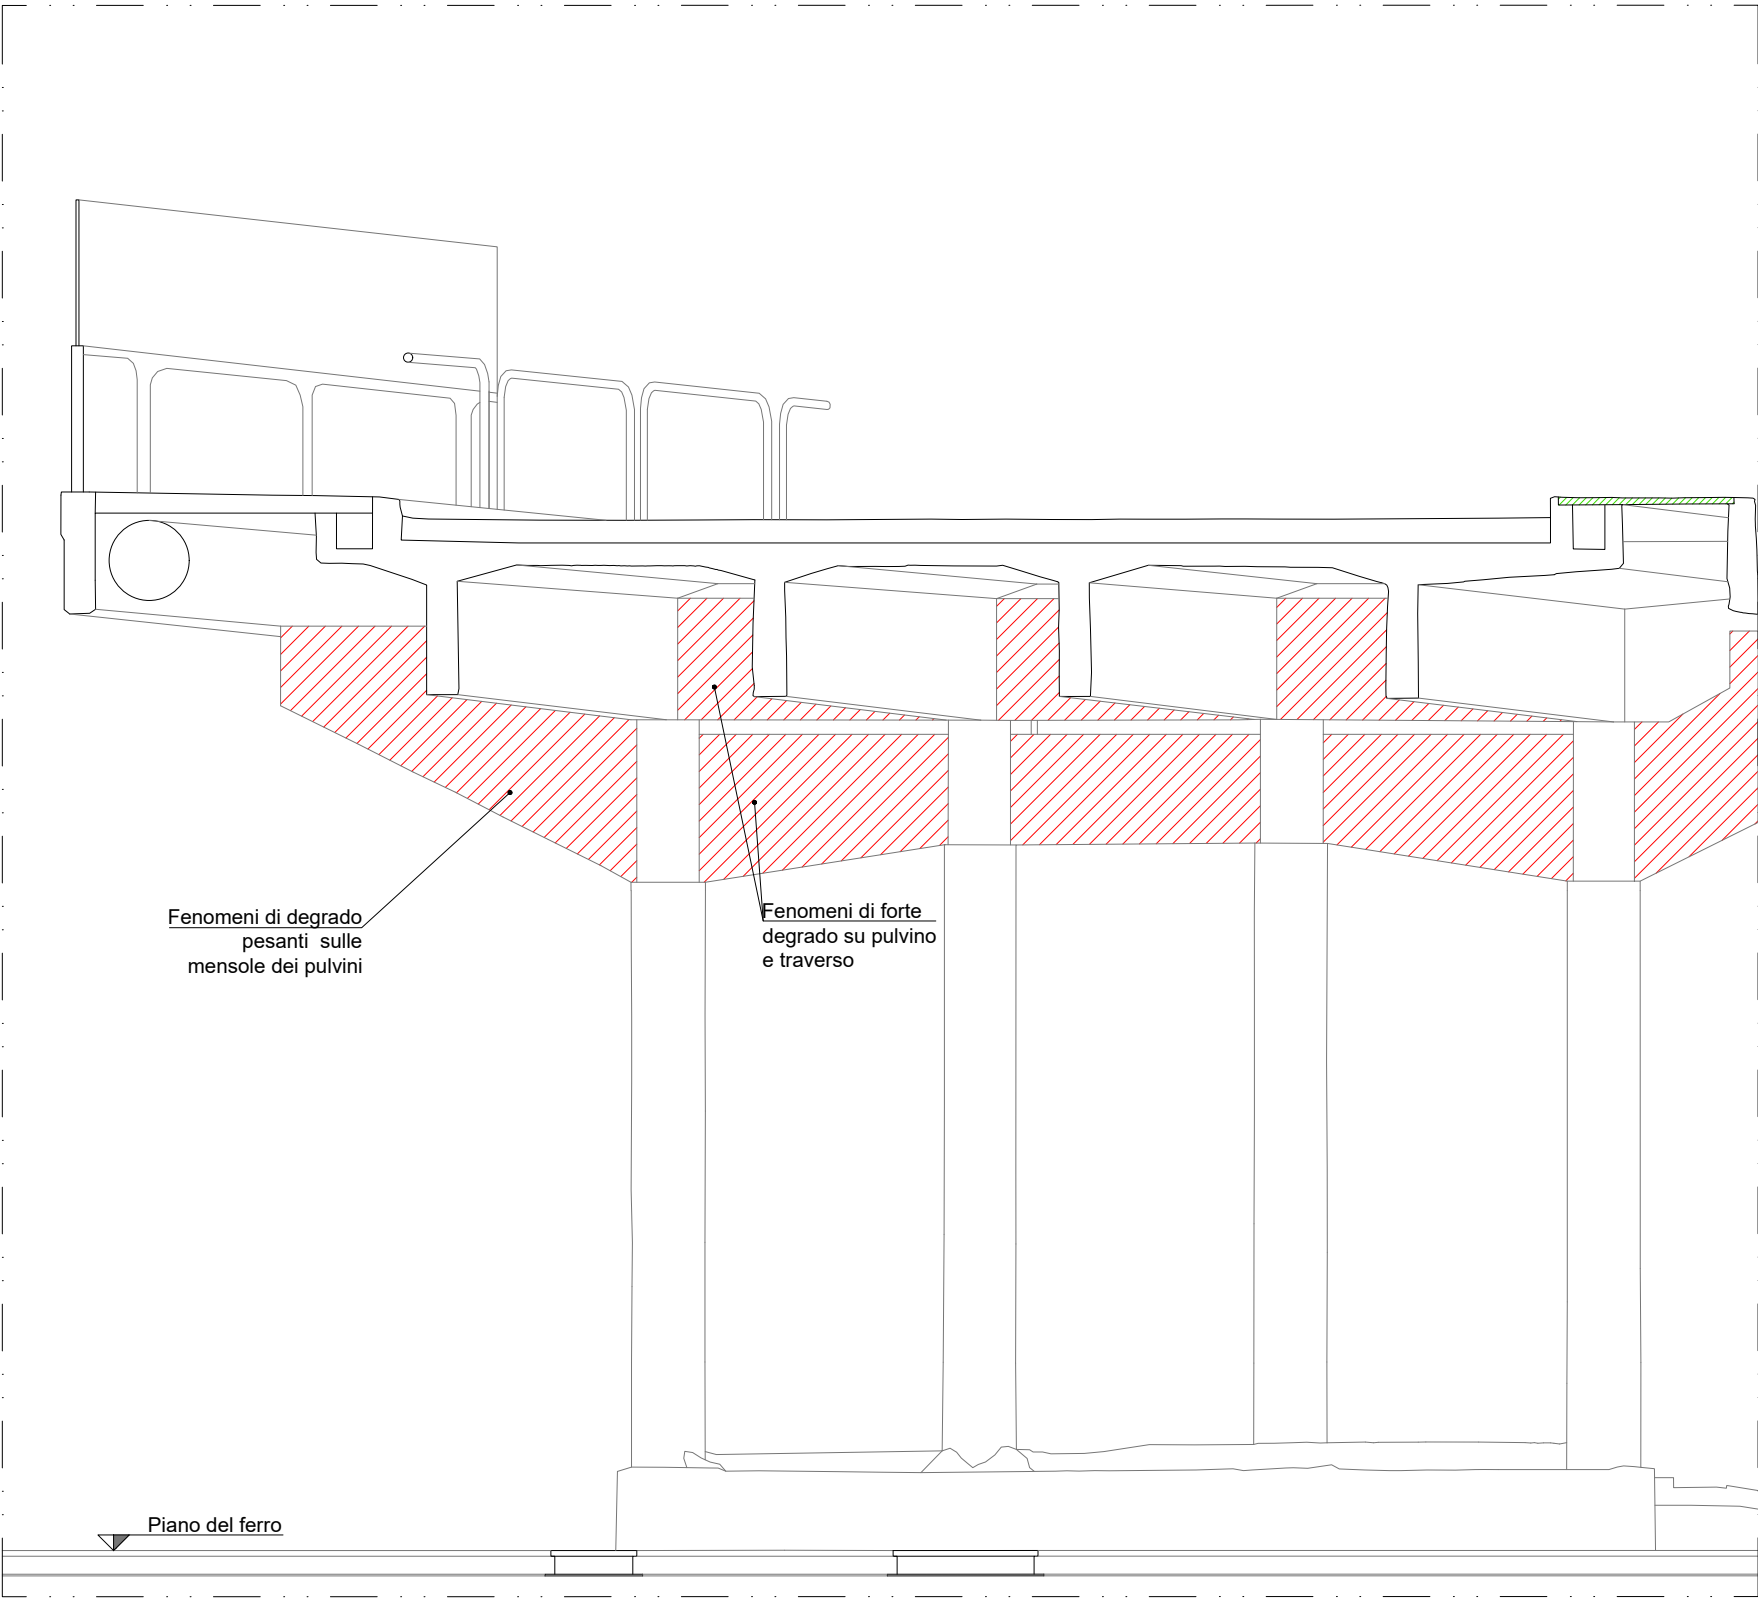 Fenomeni di degrado
pesanti sulle
mensole dei pulvini
Fenomeni di forte
degrado su pulvino
e traverso
Piano del ferro